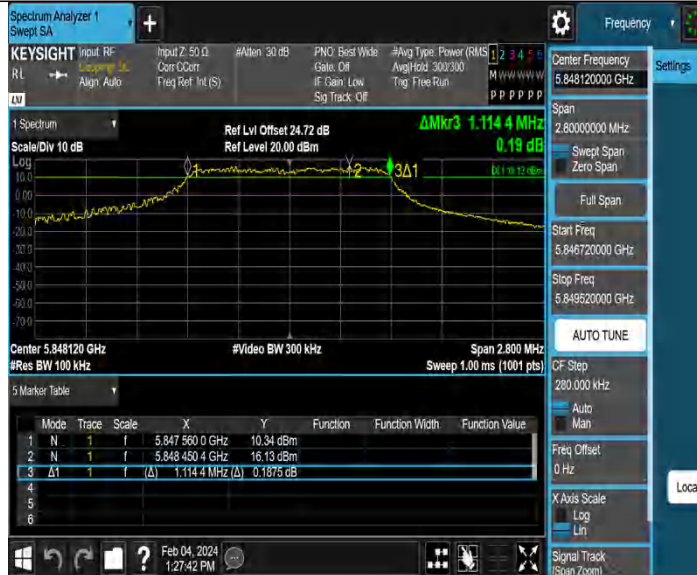 Spectrum Analyzer 1
Swept SA
Frequency
KEYSIGHT Input: RF Input Z: 50 Ω #Atten: 30 dB PNO: Best Wide #Avg Type: Power (RMS) 1 2 3 4 5 6
RL Align: Auto Corr CCorr Gate: Off Avg|Hold: 300/300 M W W W W W
Freq Ref: Int (S) IF Gain: Low Trig: Free Run
Sig Track: Off P P P P P P
Center Frequency
5.848120000 GHz
Settings
Span
2.80000000 MHz
Swept Span
Zero Span
Full Span
Start Freq
5.846720000 GHz
Stop Freq
5.849520000 GHz
AUTO TUNE
CF Step
280.000 kHz
Auto
Man
Freq Offset
0 Hz
X Axis Scale
Log
Lin
Signal Track
(Span Zoom)
Local
1 Spectrum
Scale/Div 10 dB
Ref Lvl Offset 24.72 dB
Ref Level 20.00 dBm
ΔMkr3 1.114 4 MHz
0.19 dB
Log
10.0
0.00
-10.0
-20.0
-30.0
-40.0
-50.0
-60.0
-70.0
1
2
3Δ1
Center 5.848120 GHz #Video BW 300 kHz Span 2.800 MHz
#Res BW 100 kHz Sweep 1.00 ms (1001 pts)
5 Marker Table
Mode Trace Scale X Y Function Function Width Function Value
1 N 1 f 5.847 560 0 GHz 10.34 dBm
2 N 1 f 5.848 450 4 GHz 16.13 dBm
3 Δ1 1 f (Δ) 1.114 4 MHz (Δ) 0.1875 dB
4
5
6
?
Feb 04, 2024
1:27:42 PM